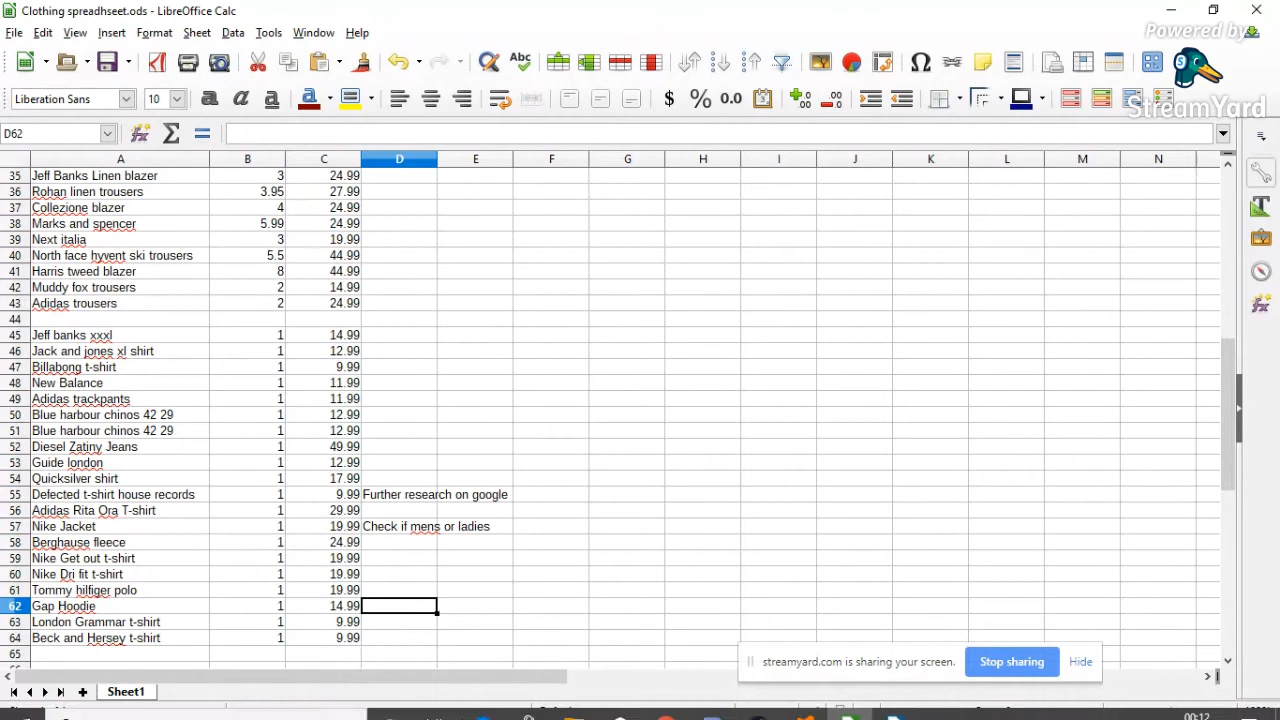 Clothing spreadhseet.ods - LibreOffice Calc
Powered by
File Edit View Insert Format Sheet Data Tools Window Help
StreamYard
Liberation Sans 10
D62
A B C D E F G H I J K L M N
35 Jeff Banks Linen blazer 3 24.99
36 Rohan linen trousers 3.95 27.99
37 Collezione blazer 4 24.99
38 Marks and spencer 5.99 24.99
39 Next italia 3 19.99
40 North face hyvent ski trousers 5.5 44.99
41 Harris tweed blazer 8 44.99
42 Muddy fox trousers 2 14.99
43 Adidas trousers 2 24.99
44
45 Jeff banks xxxl 1 14.99
46 Jack and jones xl shirt 1 12.99
47 Billabong t-shirt 1 9.99
48 New Balance 1 11.99
49 Adidas trackpants 1 11.99
50 Blue harbour chinos 42 29 1 12.99
51 Blue harbour chinos 42 29 1 12.99
52 Diesel Zatiny Jeans 1 49.99
53 Guide london 1 12.99
54 Quicksilver shirt 1 17.99
55 Defected t-shirt house records 1 9.99 Further research on google
56 Adidas Rita Ora T-shirt 1 29.99
57 Nike Jacket 1 19.99 Check if mens or ladies
58 Berghause fleece 1 24.99
59 Nike Get out t-shirt 1 19.99
60 Nike Dri fit t-shirt 1 19.99
61 Tommy hilfiger polo 1 19.99
62 Gap Hoodie 1 14.99
63 London Grammar t-shirt 1 9.99
64 Beck and Hersey t-shirt 1 9.99
65
streamyard.com is sharing your screen. Stop sharing Hide
Sheet1
00:12